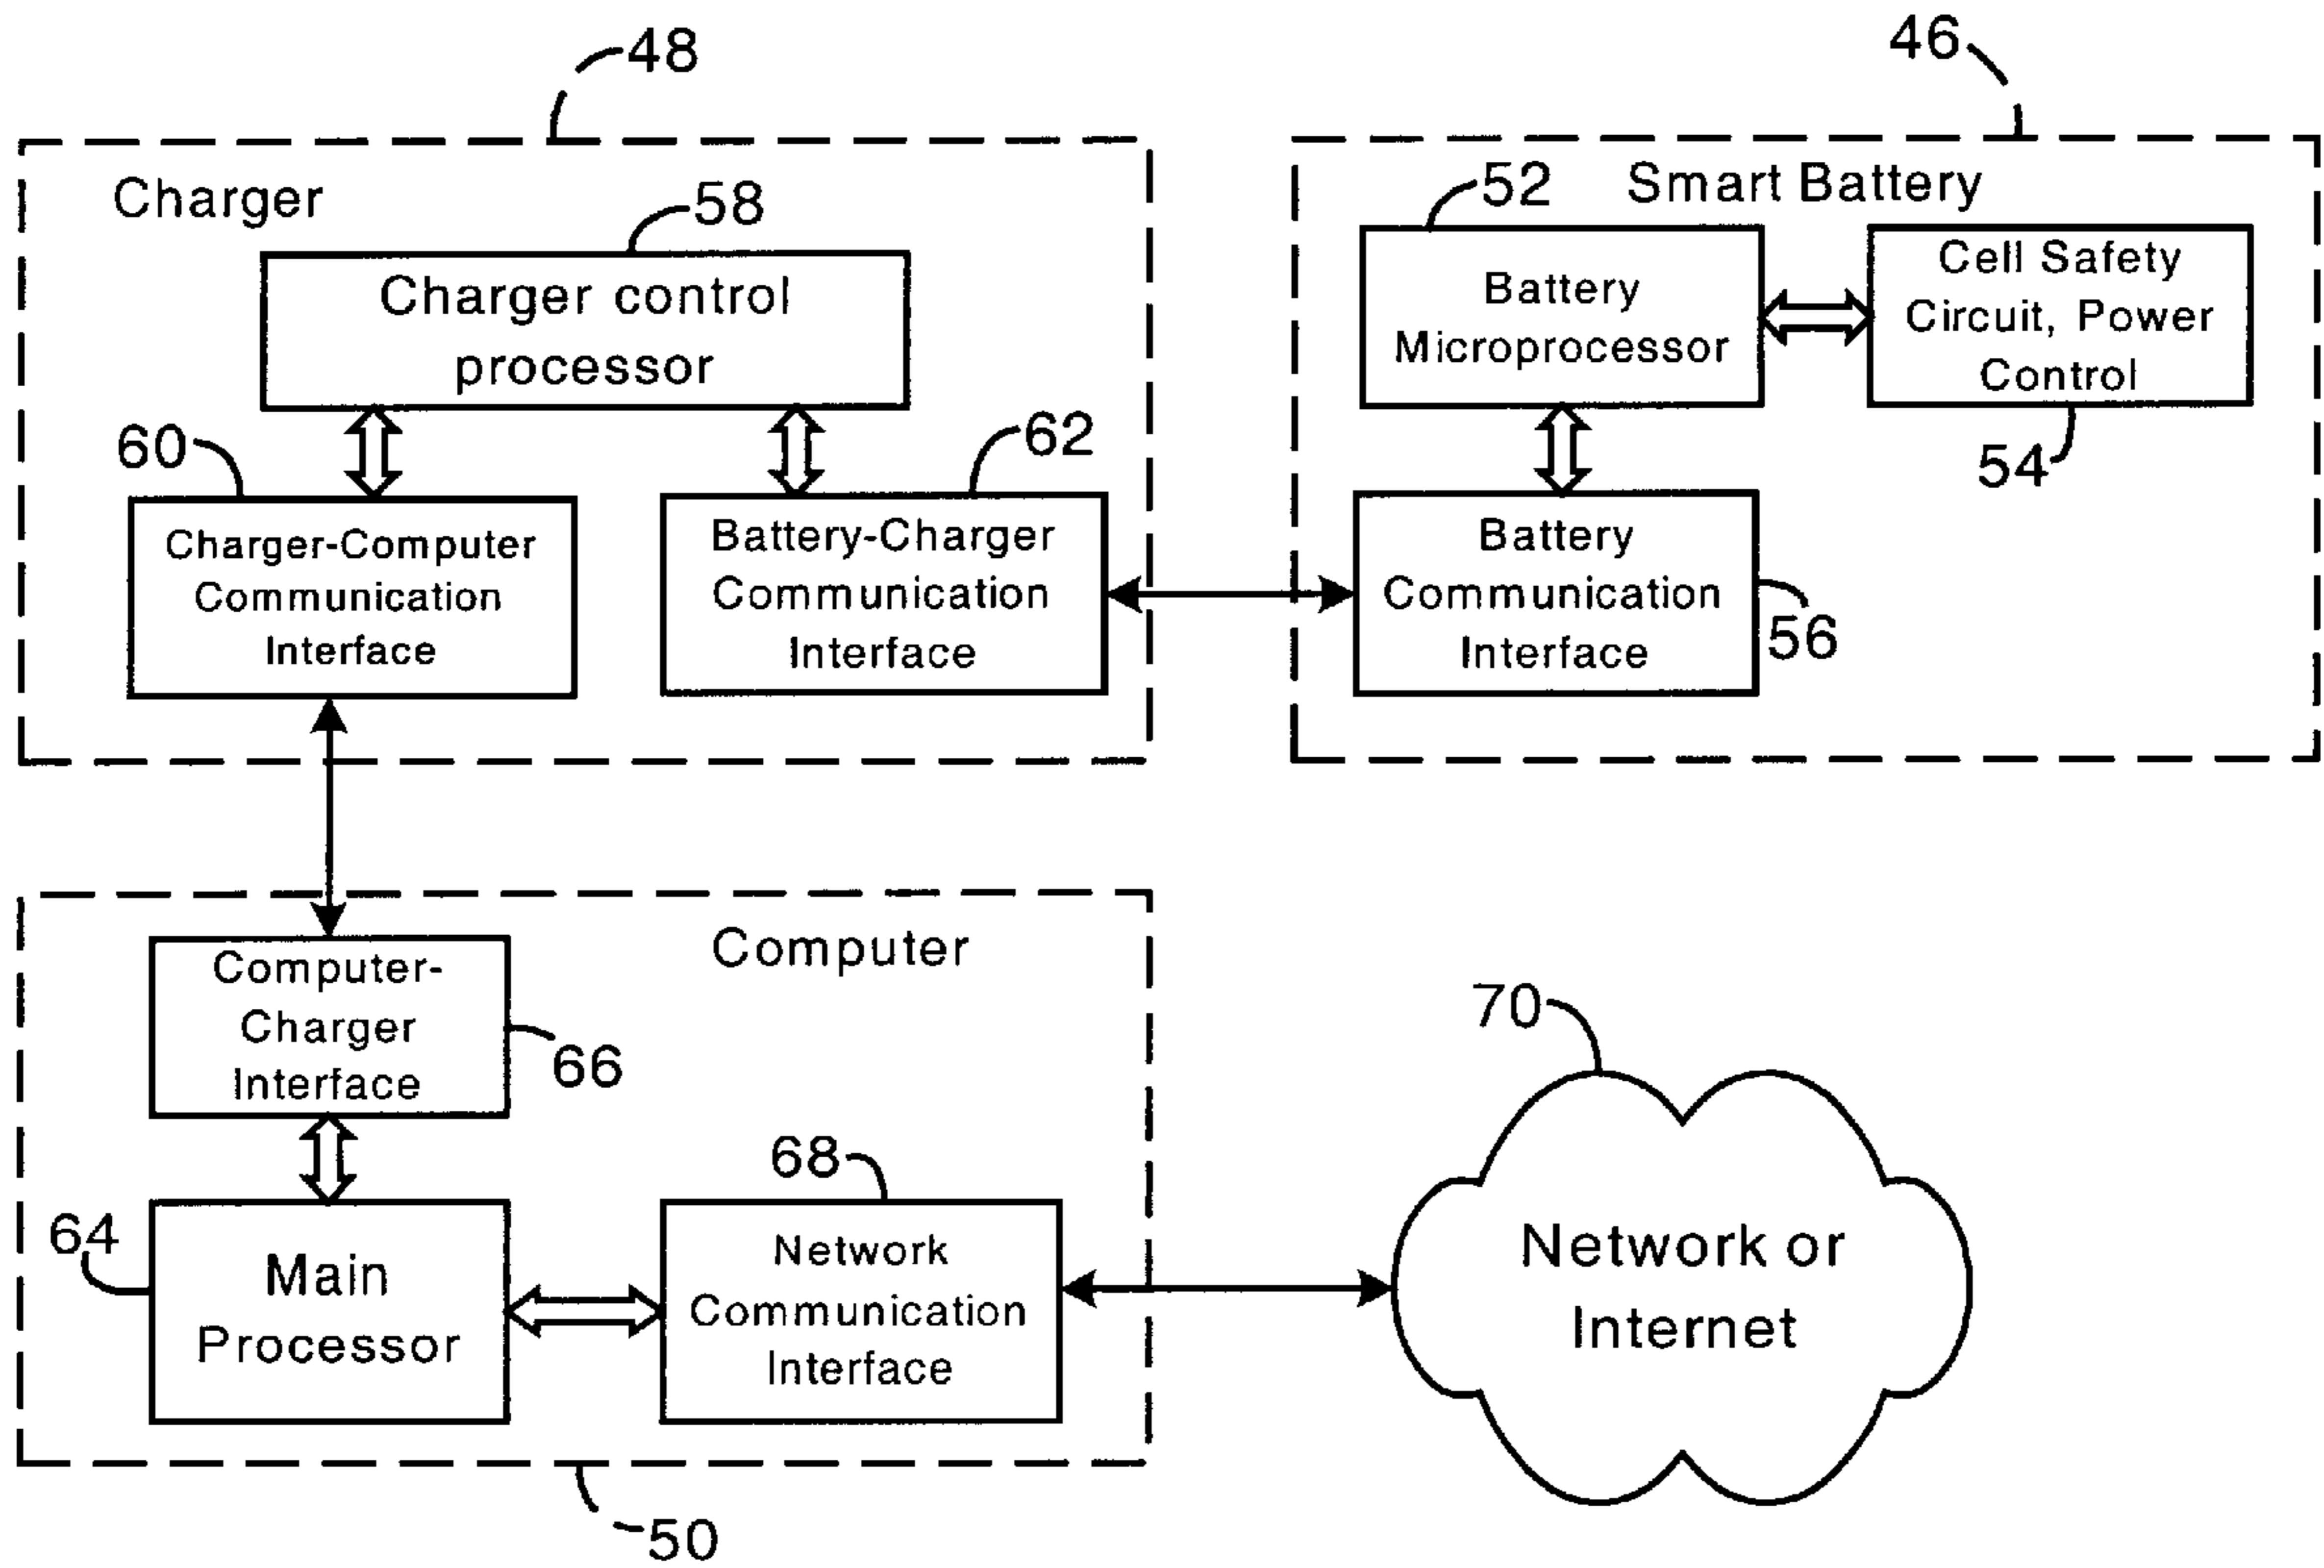 48
46
Charger
58
Charger control
processor
60
62
Charger-Computer
Communication
Interface
Battery-Charger
Communication
Interface
52
Smart Battery
Battery
Microprocessor
Cell Safety
Circuit, Power
Control
54
Battery
Communication
Interface
56
Computer
Computer-
Charger
Interface
66
68
64
Main
Processor
Network
Communication
Interface
50
70
Network or
Internet